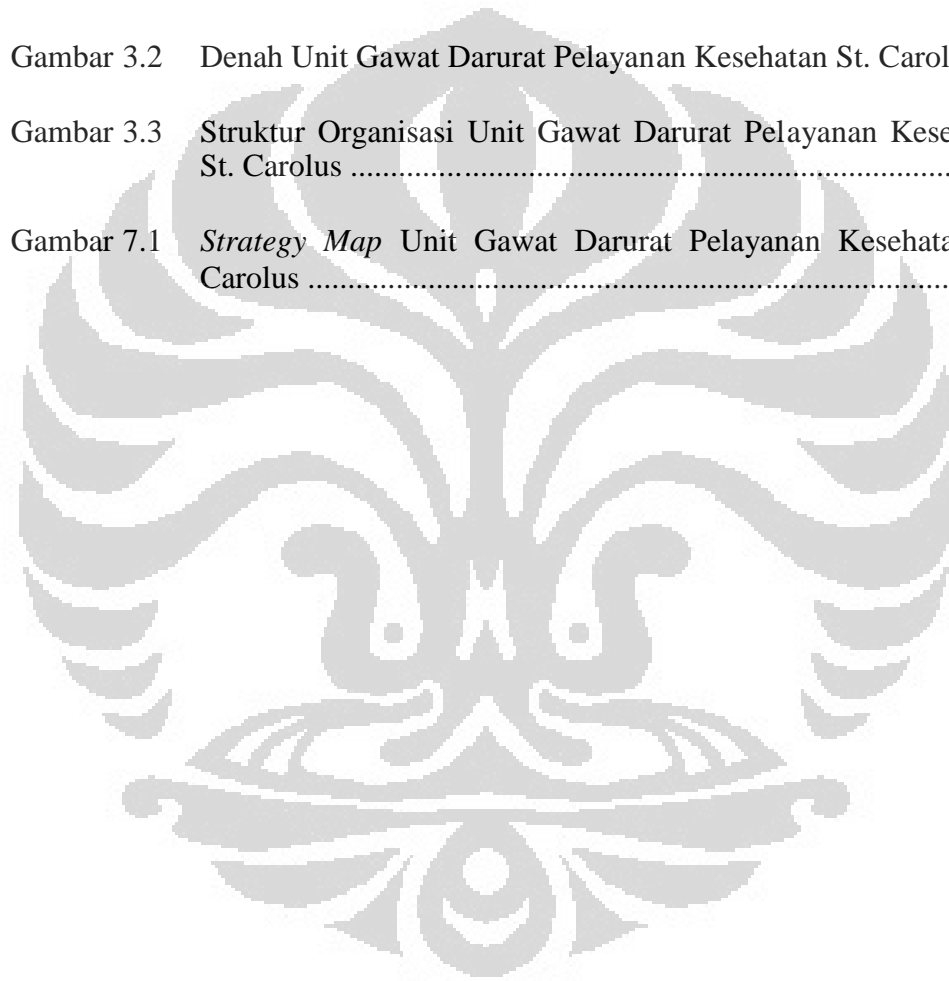 Gambar 3.2 Denah Unit Gawat Darurat Pelayanan Kesehatan St. Carol
Gambar 3.3 Struktur Organisasi Unit Gawat Darurat Pelayanan Kese
St. Carolus ..........................................................................
Gambar 7.1 Strategy Map Unit Gawat Darurat Pelayanan Kesehata
Carolus ................................................................................